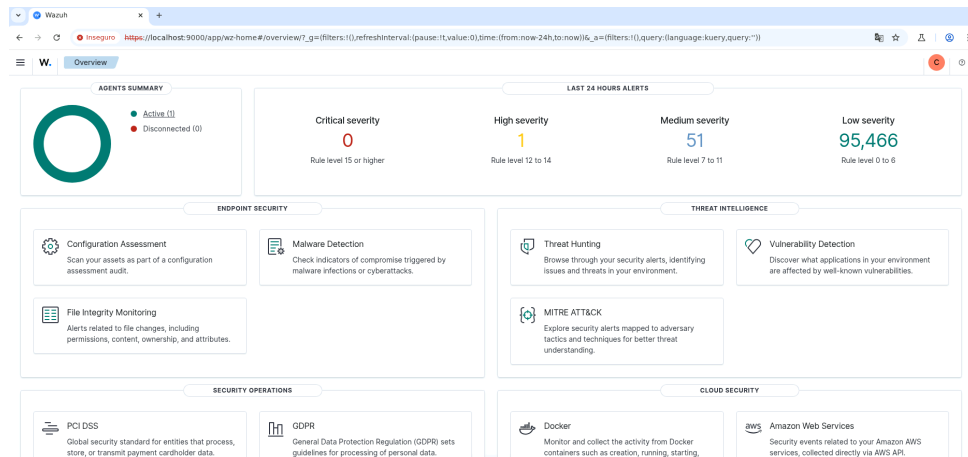 Wazuh
Inseguro https://localhost:9000/app/wz-home#/overview/?_g=(filters:!(),refreshInterval:(pause:!t,value:0),time:(from:now-24h,to:now))&_a=(filters:!(),query:(language:kuery,query:''))
W. Overview C
AGENTS SUMMARY
Active (1)
Disconnected (0)
LAST 24 HOURS ALERTS
Critical severity
0
Rule level 15 or higher
High severity
1
Rule level 12 to 14
Medium severity
51
Rule level 7 to 11
Low severity
95,466
Rule level 0 to 6
ENDPOINT SECURITY
Configuration Assessment
Scan your assets as part of a configuration
assessment audit.
Malware Detection
Check indicators of compromise triggered by
malware infections or cyberattacks.
File Integrity Monitoring
Alerts related to file changes, including
permissions, content, ownership, and attributes.
THREAT INTELLIGENCE
Threat Hunting
Browse through your security alerts, identifying
issues and threats in your environment.
Vulnerability Detection
Discover what applications in your environment
are affected by well-known vulnerabilities.
MITRE ATT&CK
Explore security alerts mapped to adversary
tactics and techniques for better threat
understanding.
SECURITY OPERATIONS
PCI DSS
Global security standard for entities that process,
store, or transmit payment cardholder data.
GDPR
General Data Protection Regulation (GDPR) sets
guidelines for processing of personal data.
CLOUD SECURITY
Docker
Monitor and collect the activity from Docker
containers such as creation, running, starting,
aws Amazon Web Services
Security events related to your Amazon AWS
services, collected directly via AWS API.